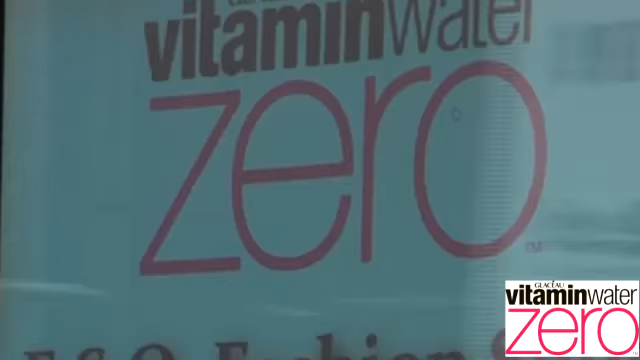 vitaminwater
zero
TM
GLACÉAU
vitaminwater
zero